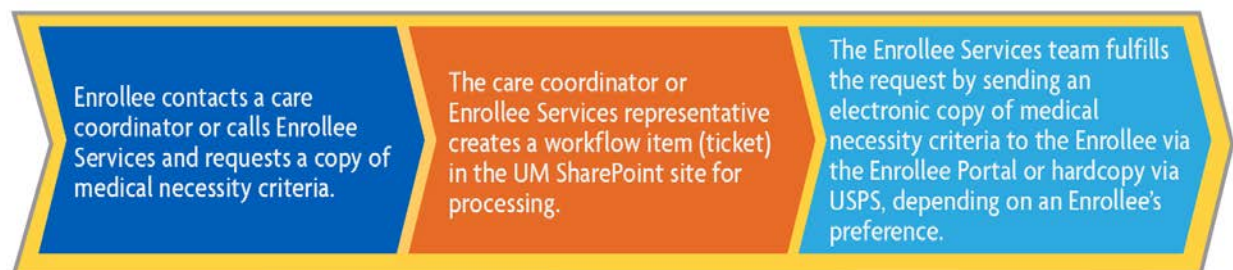 Enrollee contacts a care
coordinator or calls Enrollee
Services and requests a copy of
medical necessity criteria.
The care coordinator or
Enrollee Services representative
creates a workflow item (ticket)
in the UM SharePoint site for
processing.
The Enrollee Services team fulfills
the request by sending an
electronic copy of medical
necessity criteria to the Enrollee via
the Enrollee Portal or hardcopy via
USPS, depending on an Enrollee’s
preference.